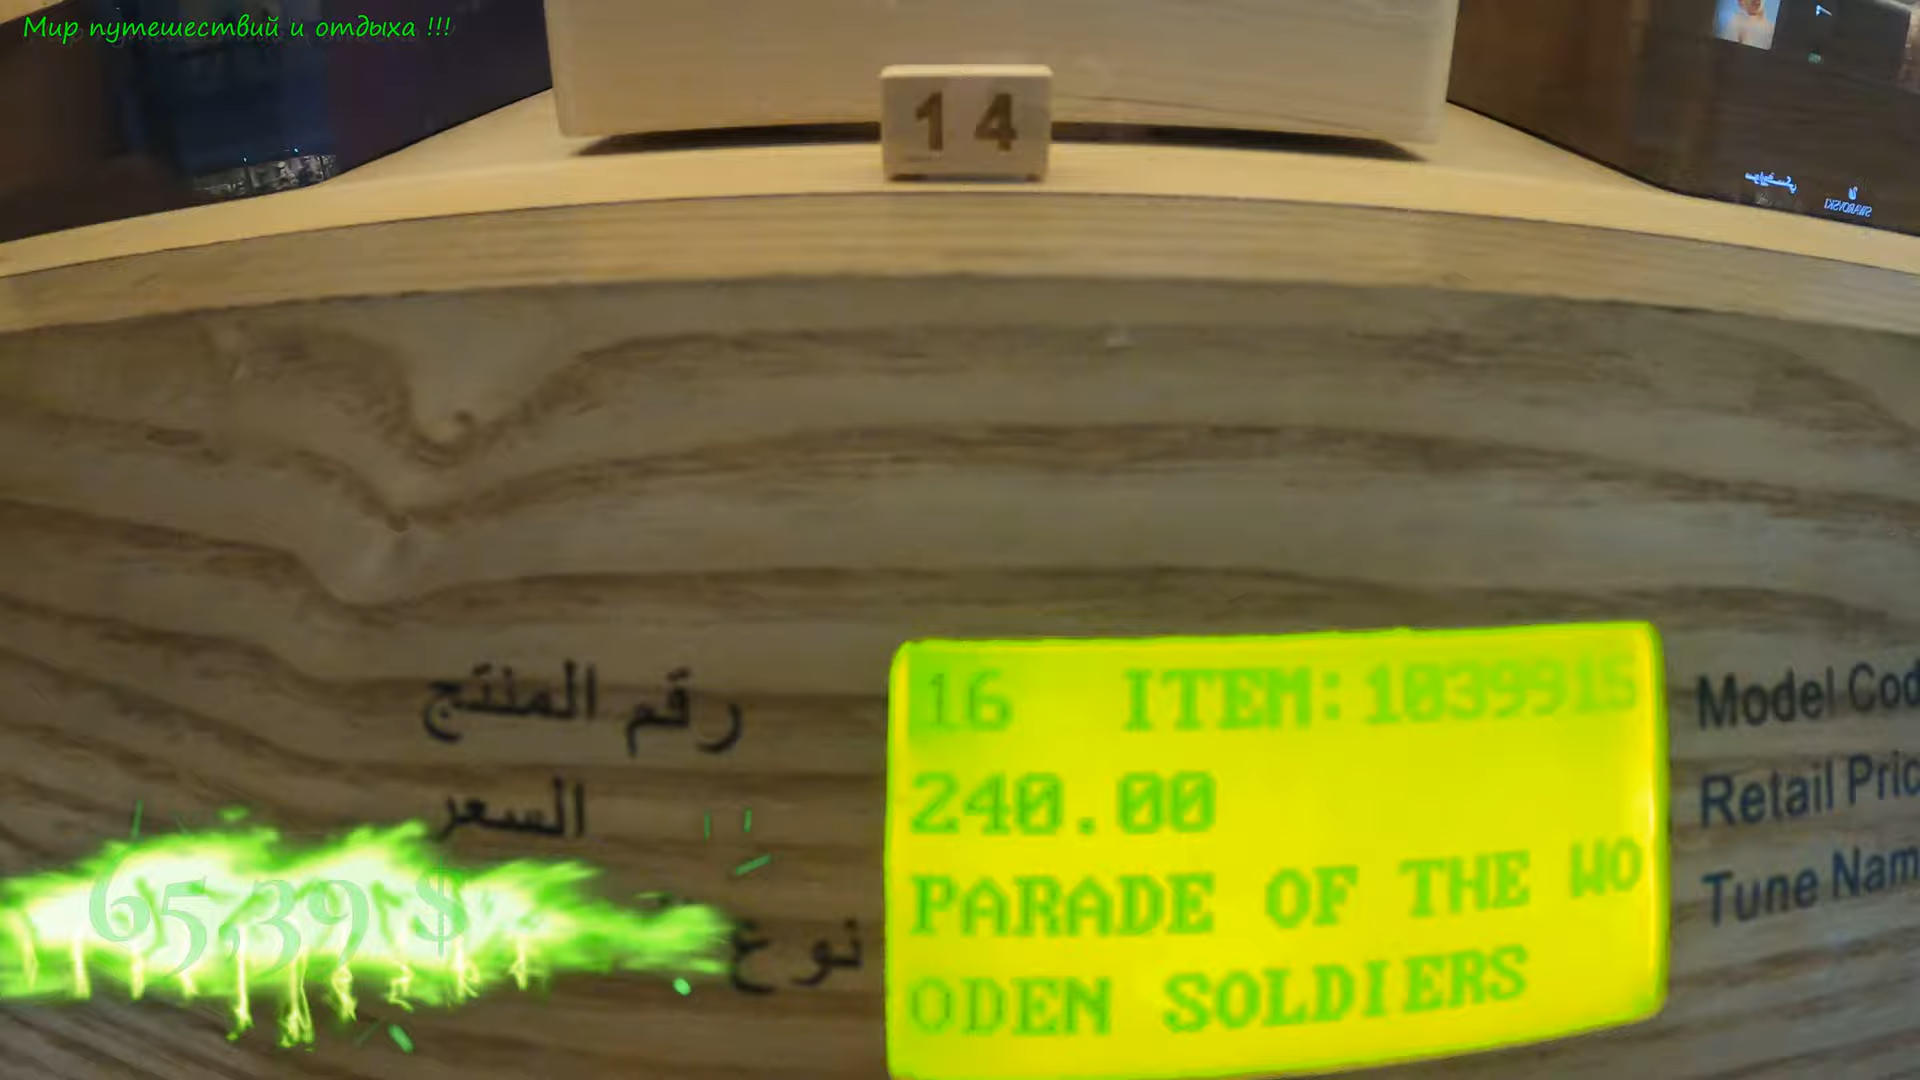 Мир путешествий и отдыха !!!
14
SWAROVSKI
رقم المنتج
16 ITEM:1039915
Model Cod
السعر
240.00
Retail Pric
65,39 $
نوع
PARADE OF THE WO
Tune Nam
ODEN SOLDIERS